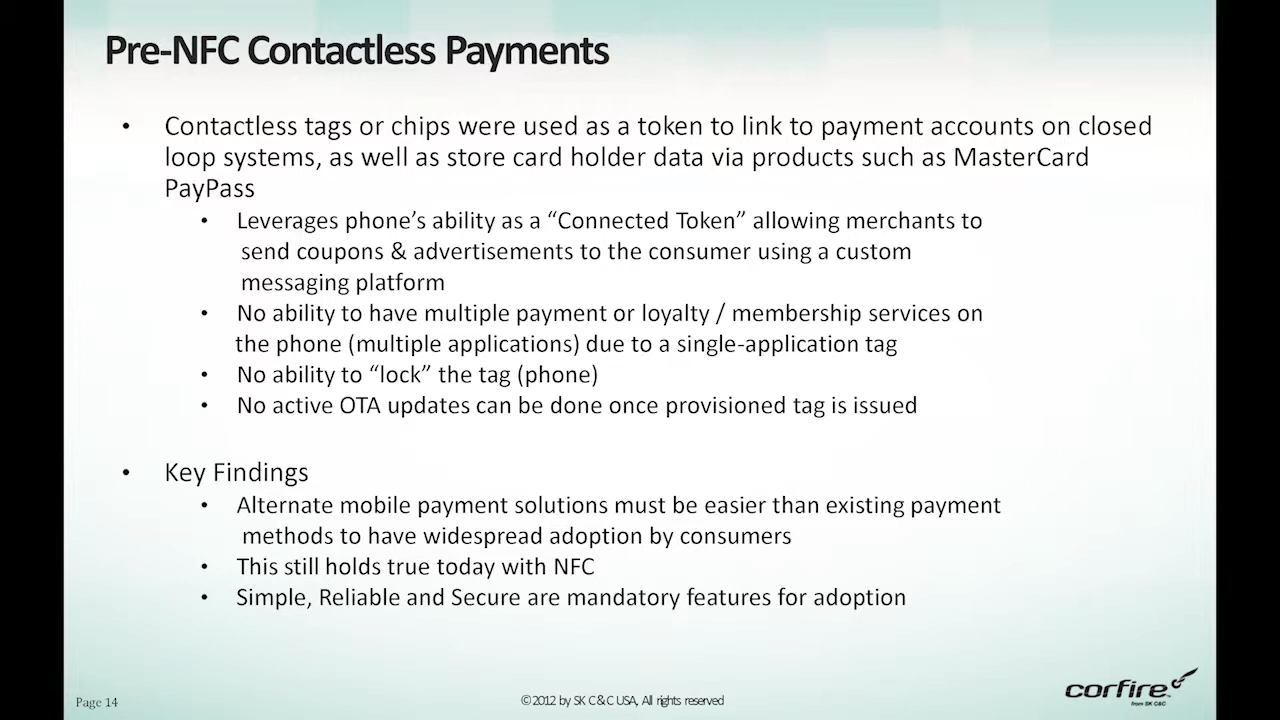 Pre-NFC Contactless Payments
• Contactless tags or chips were used as a token to link to payment accounts on closed
loop systems, as well as store card holder data via products such as MasterCard
PayPass
• Leverages phone's ability as a “Connected Token” allowing merchants to
send coupons & advertisements to the consumer using a custom
messaging platform
• No ability to have multiple payment or loyalty / membership services on
the phone (multiple applications) due to a single-application tag
• No ability to “lock” the tag (phone)
• No active OTA updates can be done once provisioned tag is issued
• Key Findings
• Alternate mobile payment solutions must be easier than existing payment
methods to have widespread adoption by consumers
• This still holds true today with NFC
• Simple, Reliable and Secure are mandatory features for adoption
Page 14
© 2012 by SK C&C USA, All rights reserved
corfire
from SK C&C